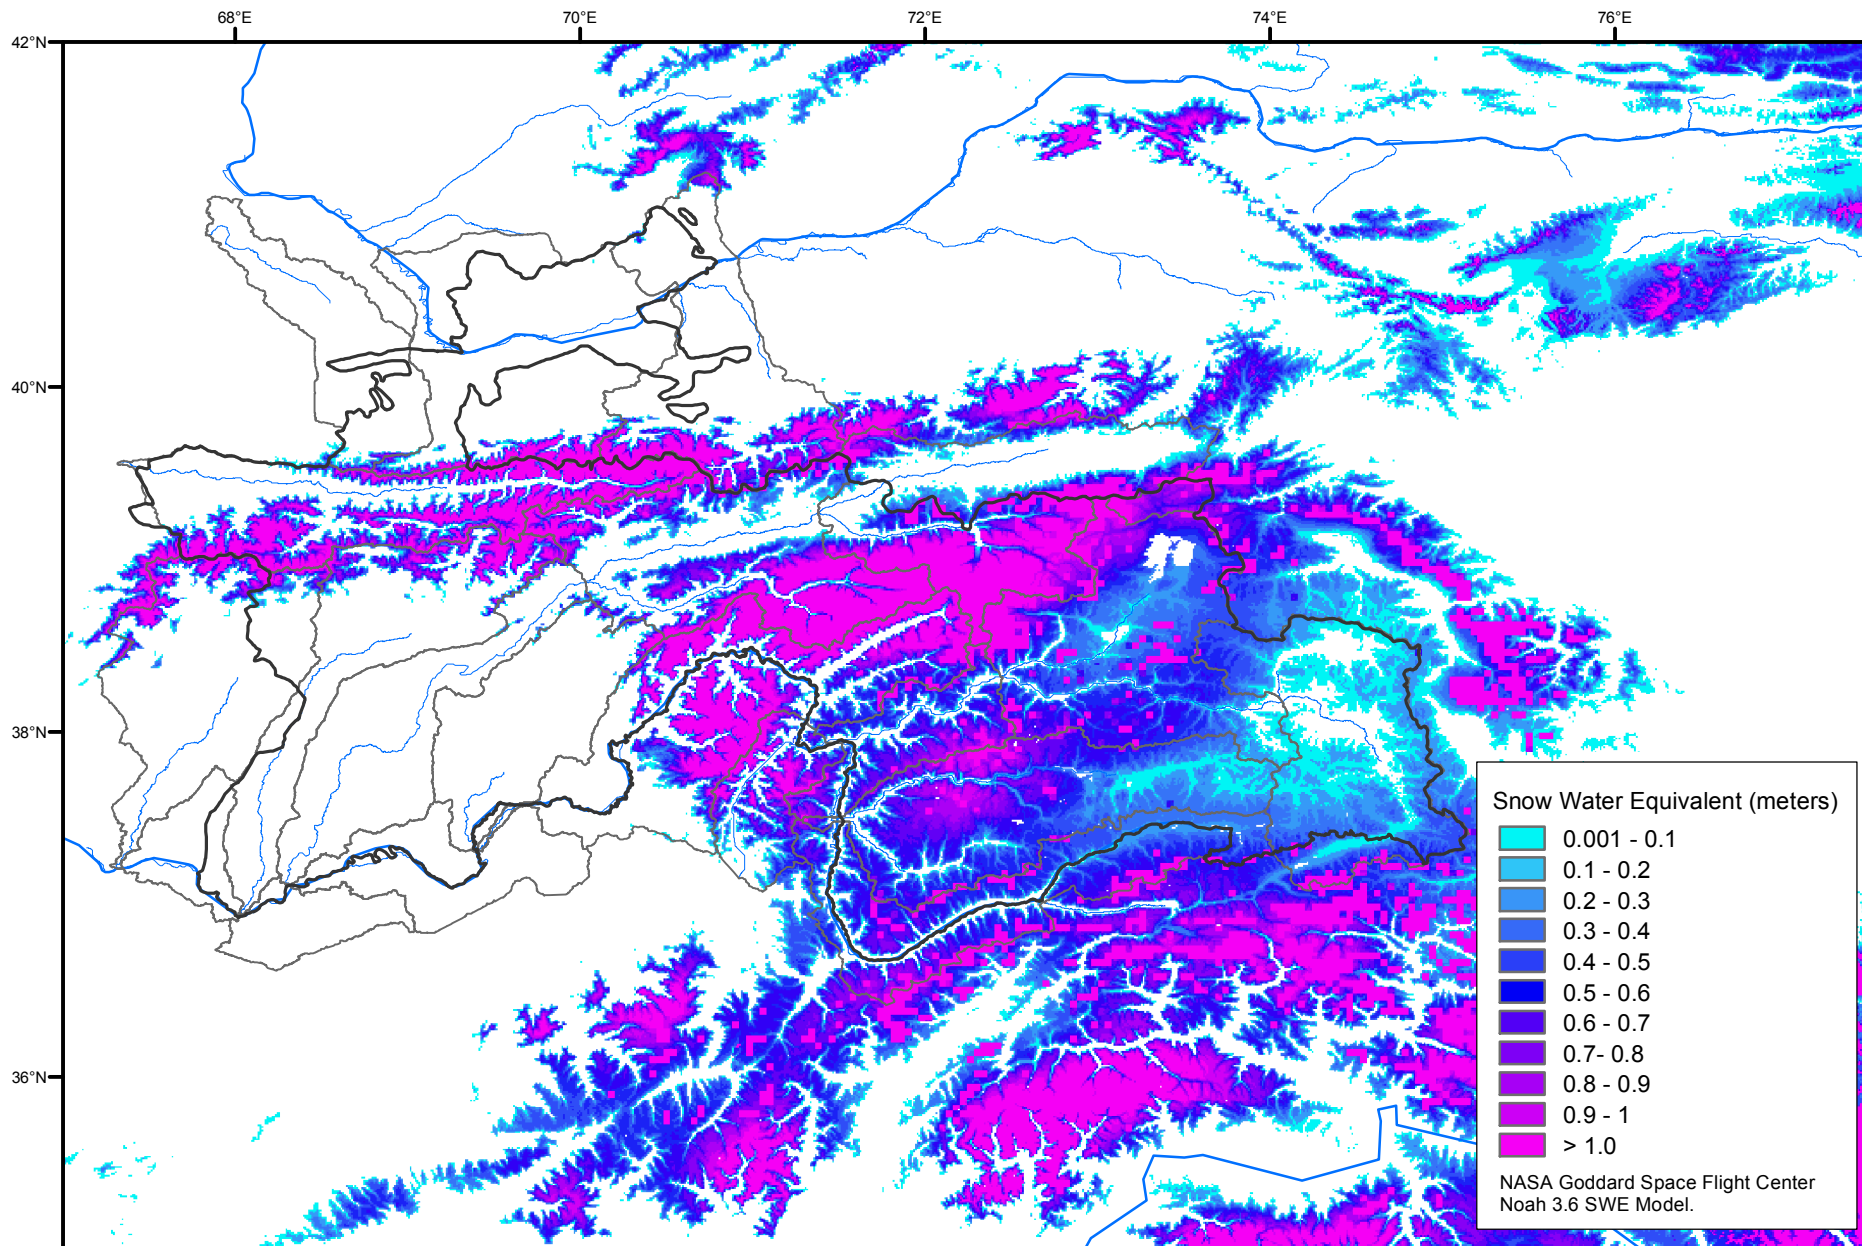 68°E 70°E 72°E 74°E 76°E
42°N
40°N
38°N
36°N
Snow Water Equivalent (meters)
0.001 - 0.1
0.1 - 0.2
0.2 - 0.3
0.3 - 0.4
0.4 - 0.5
0.5 - 0.6
0.6 - 0.7
0.7- 0.8
0.8 - 0.9
0.9 - 1
> 1.0
NASA Goddard Space Flight Center
Noah 3.6 SWE Model.